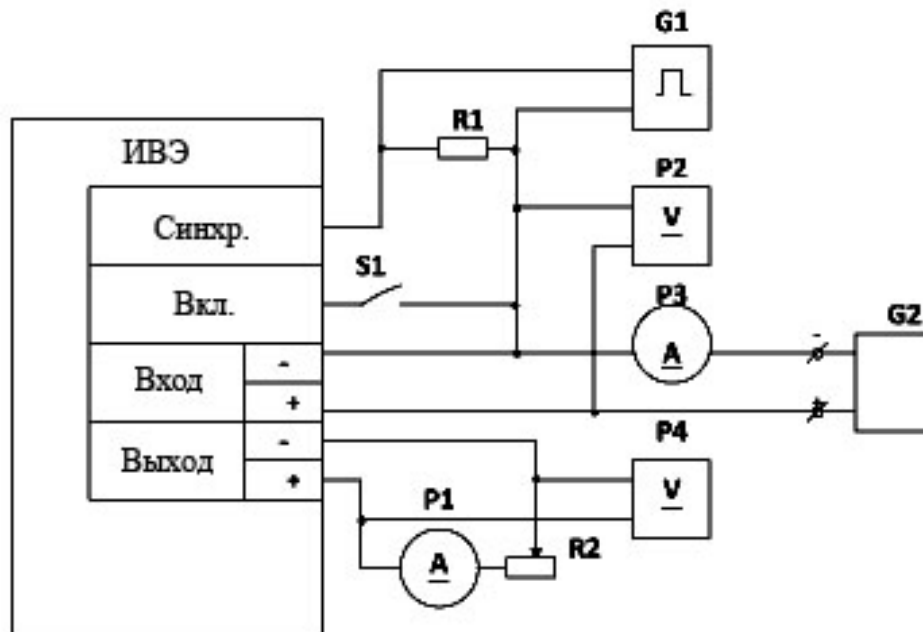 G1
R1
ИВЭ
P2
Синхр.
V
S1
P3
Вкл.
G2
-
A
-
Вход
+
+
-
P4
Выход
+
P1
V
A
R2